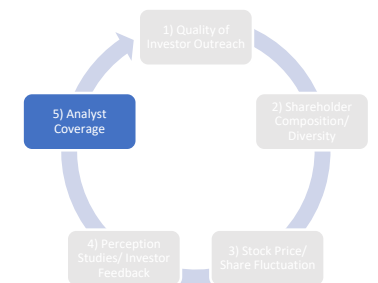 1) Quality of
Investor Outreach
2) Shareholder
Composition/
Diversity
3) Stock Price/
Share Fluctuation
4) Perception
Studies/ Investor
Feedback
5) Analyst
Coverage